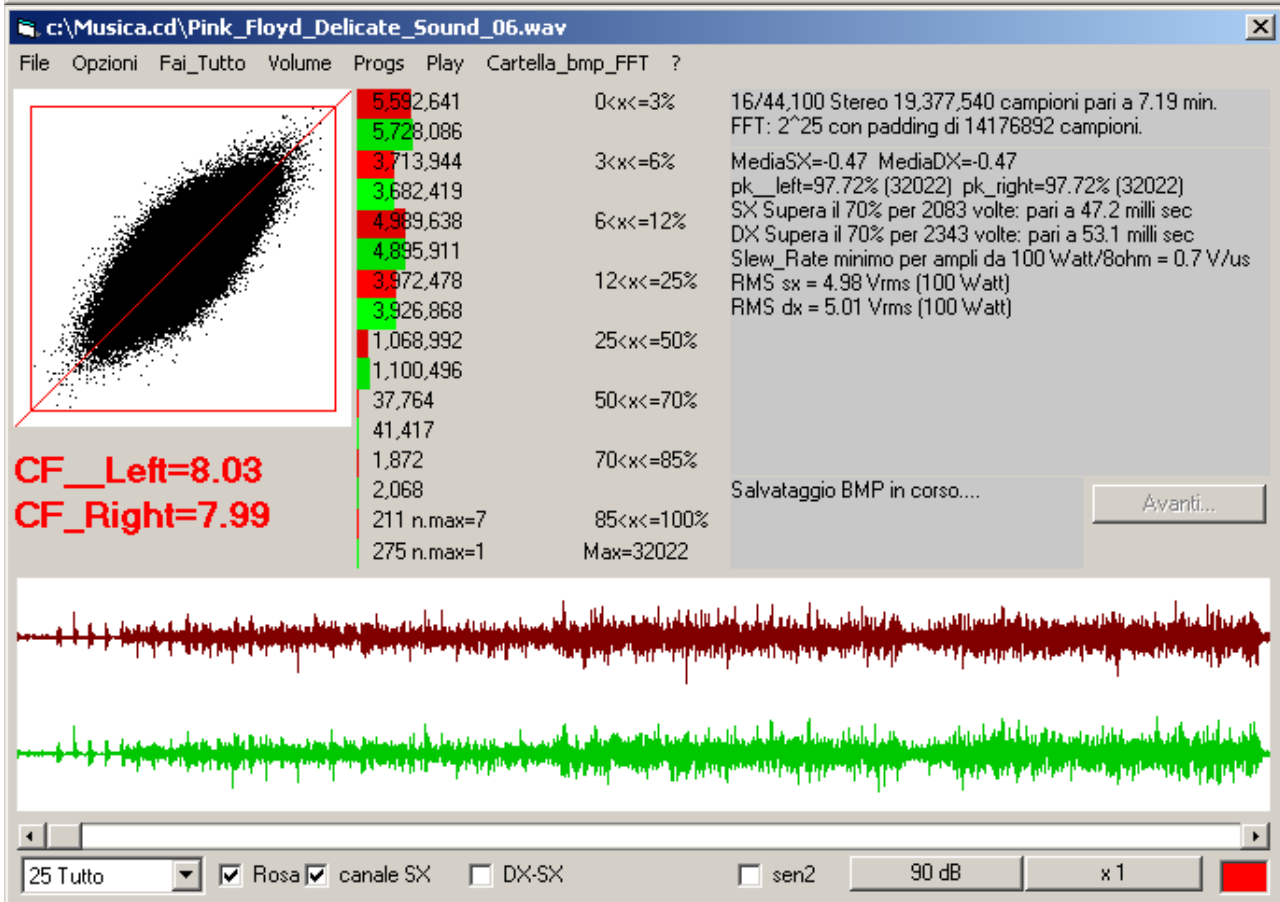 c:\Musica.cd\Pink_Floyd_Delicate_Sound_06.wav
File Opzioni Fai_Tutto Volume Progs Play Cartella_bmp_FFT ?
5,592,641 0<x<=3%
5,728,086
3,713,944 3<x<=6%
3,682,419
4,989,638 6<x<=12%
4,895,911
3,972,478 12<x<=25%
3,926,868
1,068,992 25<x<=50%
1,100,496
37,764 50<x<=70%
41,417
1,872 70<x<=85%
2,068
211 n.max=7 85<x<=100%
275 n.max=1 Max=32022
16/44,100 Stereo 19,377,540 campioni pari a 7.19 min.
FFT: 2^25 con padding di 14176892 campioni.
MediaSX=-0.47 MediaDX=-0.47
pk__left=97.72% (32022) pk_right=97.72% (32022)
SX Supera il 70% per 2083 volte: pari a 47.2 milli sec
DX Supera il 70% per 2343 volte: pari a 53.1 milli sec
Slew_Rate minimo per ampli da 100 Watt/8ohm = 0.7 V/us
RMS sx = 4.98 Vrms (100 Watt)
RMS dx = 5.01 Vrms (100 Watt)
CF__Left=8.03
CF_Right=7.99
Salvataggio BMP in corso....
Avanti...
25 Tutto Rosa canale SX DX-SX sen2 90 dB x 1